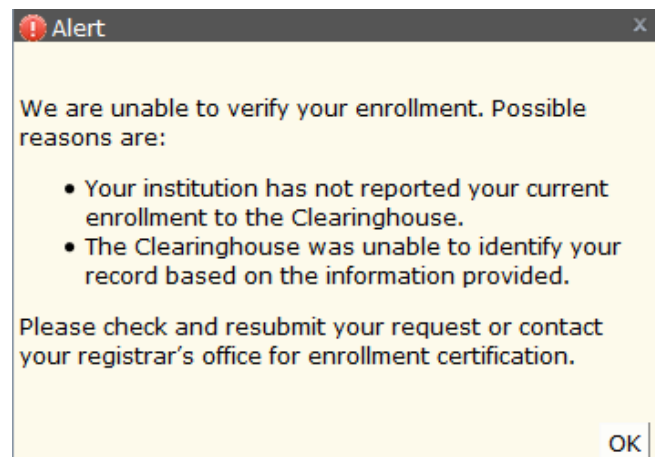 Alert
x
We are unable to verify your enrollment. Possible
reasons are:
• Your institution has not reported your current
enrollment to the Clearinghouse.
• The Clearinghouse was unable to identify your
record based on the information provided.
Please check and resubmit your request or contact
your registrar's office for enrollment certification.
OK